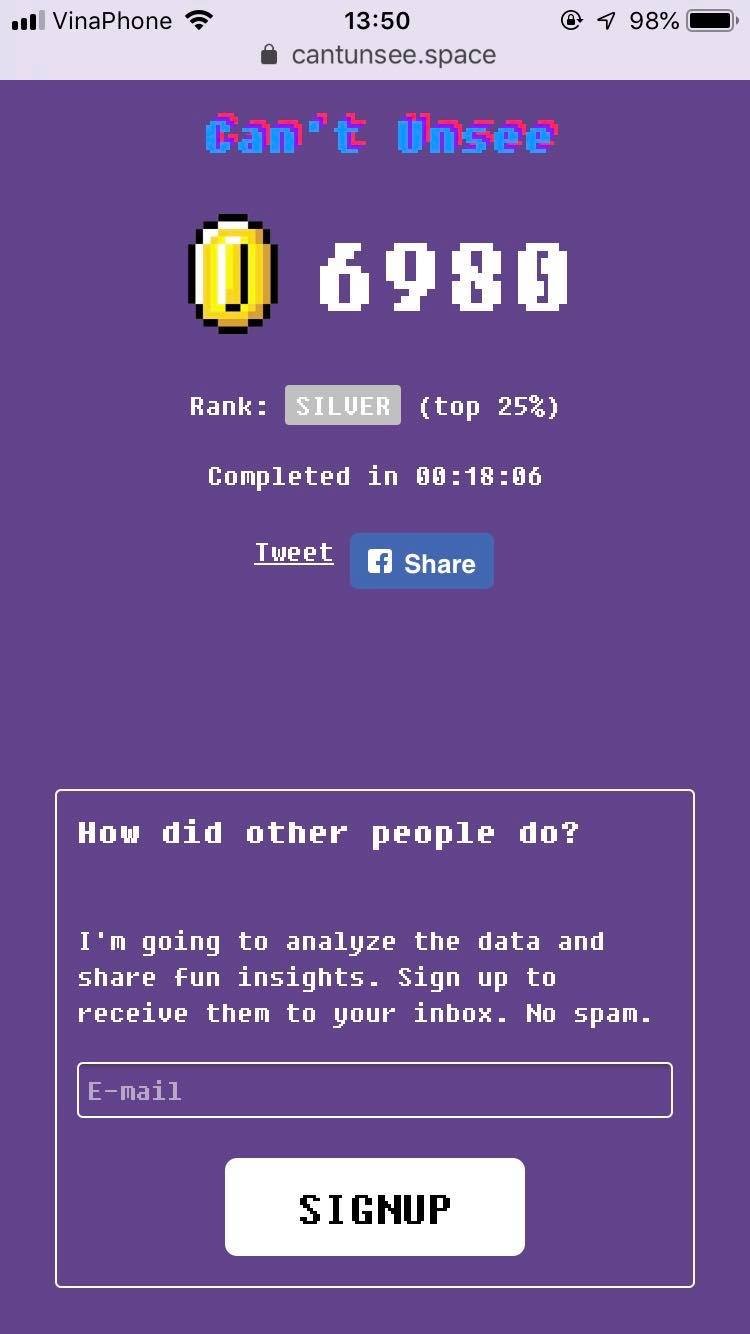 VinaPhone 13:50 98%
cantunsee.space
Can't Unsee
6980
Rank: SILVER (top 25%)
Completed in 00:18:06
Tweet Share
How did other people do?
I'm going to analyze the data and
share fun insights. Sign up to
receive them to your inbox. No spam.
E-mail
SIGNUP